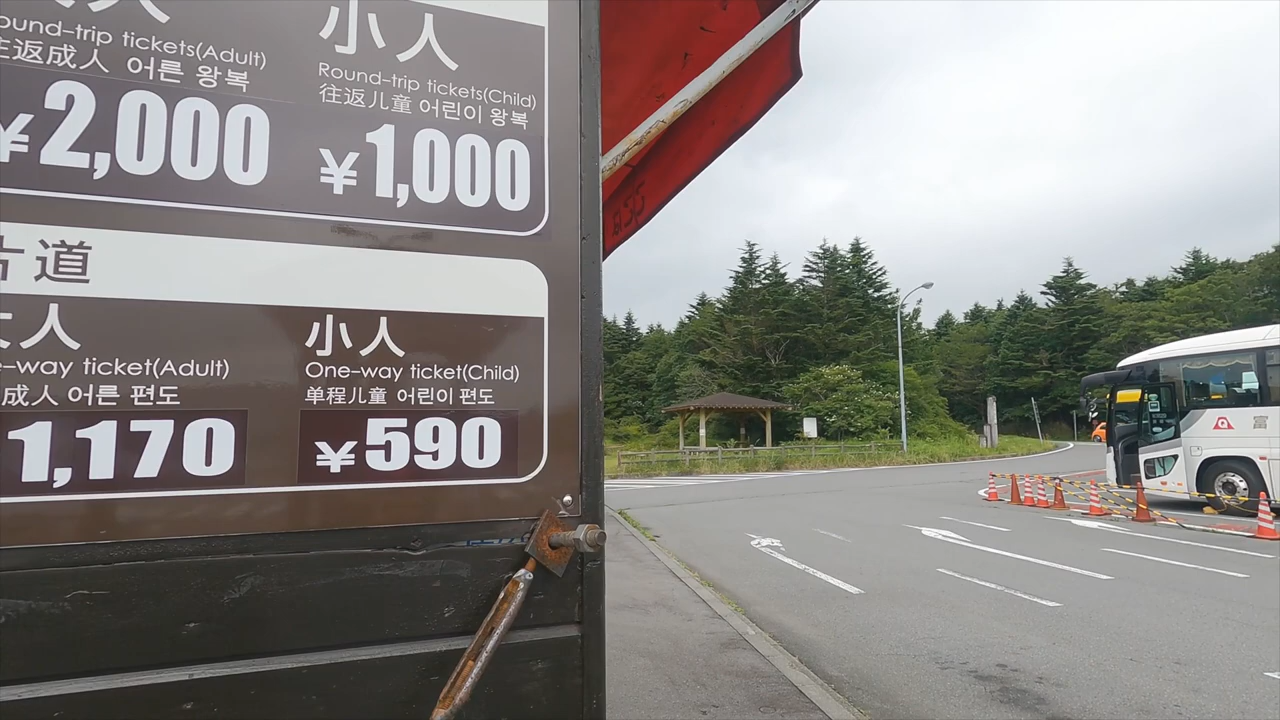 小人
ound-trip tickets(Adult)
Round-trip tickets(Child)
往返成人 어른 왕복
往返儿童 어린이 왕복
¥2,000
¥1,000
片道
大人
小人
e-way ticket(Adult)
One-way ticket(Child)
成人 어른 편도
单程儿童 어린이 편도
1,170
¥590
富